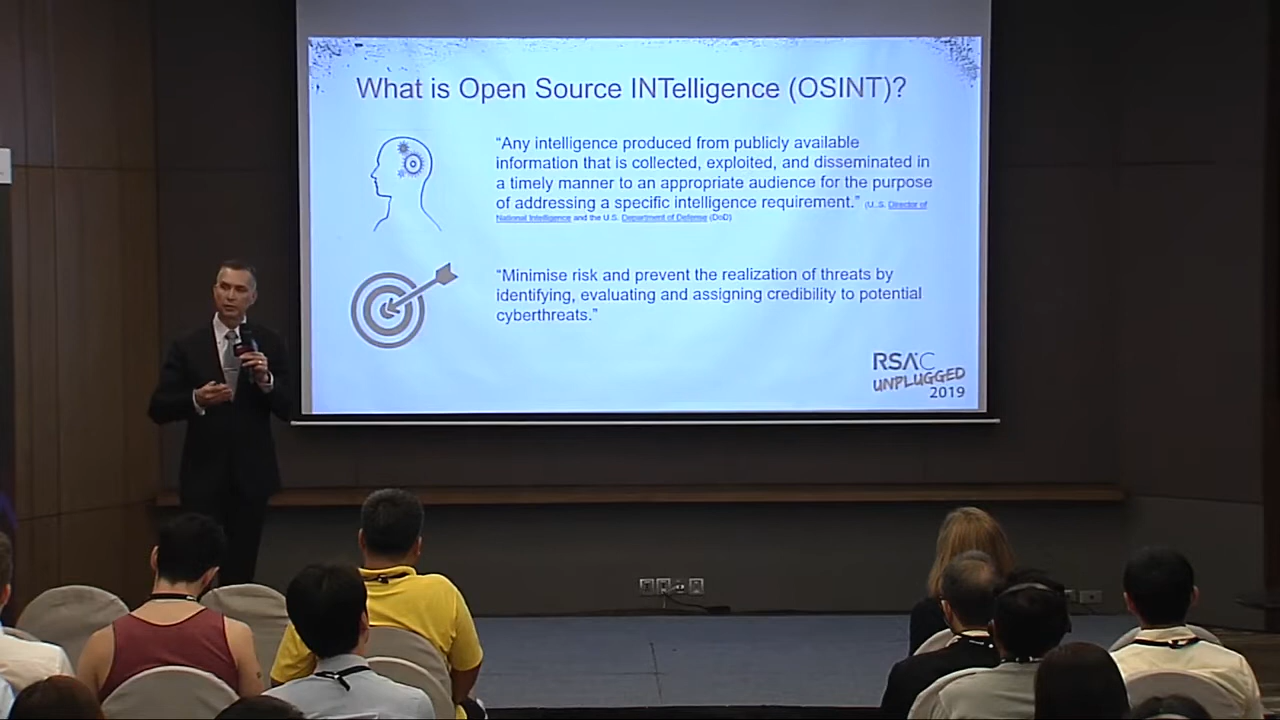 What is Open Source INTelligence (OSINT)?
“Any intelligence produced from publicly available
information that is collected, exploited, and disseminated in
a timely manner to an appropriate audience for the purpose
of addressing a specific intelligence requirement.” (U.S. Director of
National Intelligence and the U.S. Department of Defense (DoD)
“Minimise risk and prevent the realization of threats by
identifying, evaluating and assigning credibility to potential
cyberthreats.”
RSAC
UNPLUGGED
2019